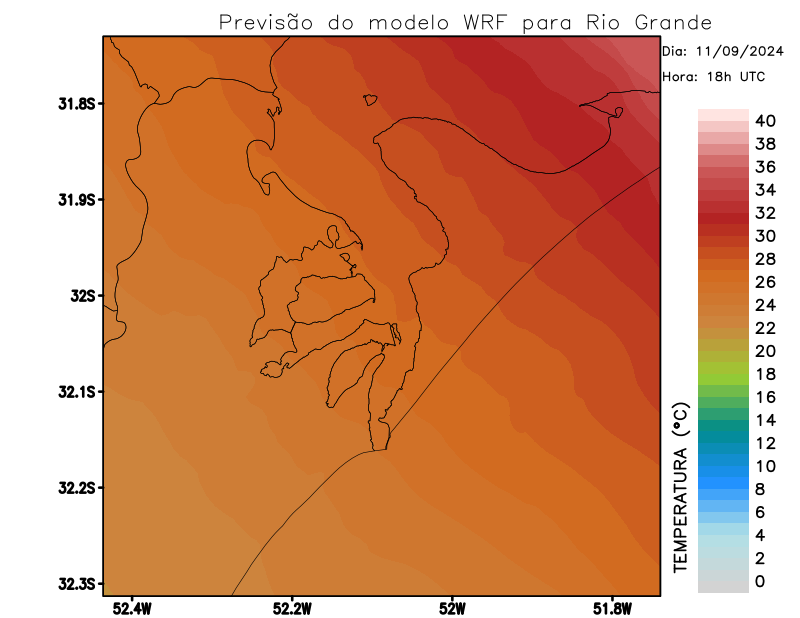 Previsão do modelo WRF para Rio Grande
Dia: 11/09/2024
Hora: 18h UTC
31.8S
31.9S
32S
32.1S
32.2S
32.3S
52.4W
52.2W
52W
51.8W
TEMPERATURA (°C)
40
38
36
34
32
30
28
26
24
22
20
18
16
14
12
10
8
6
4
2
0